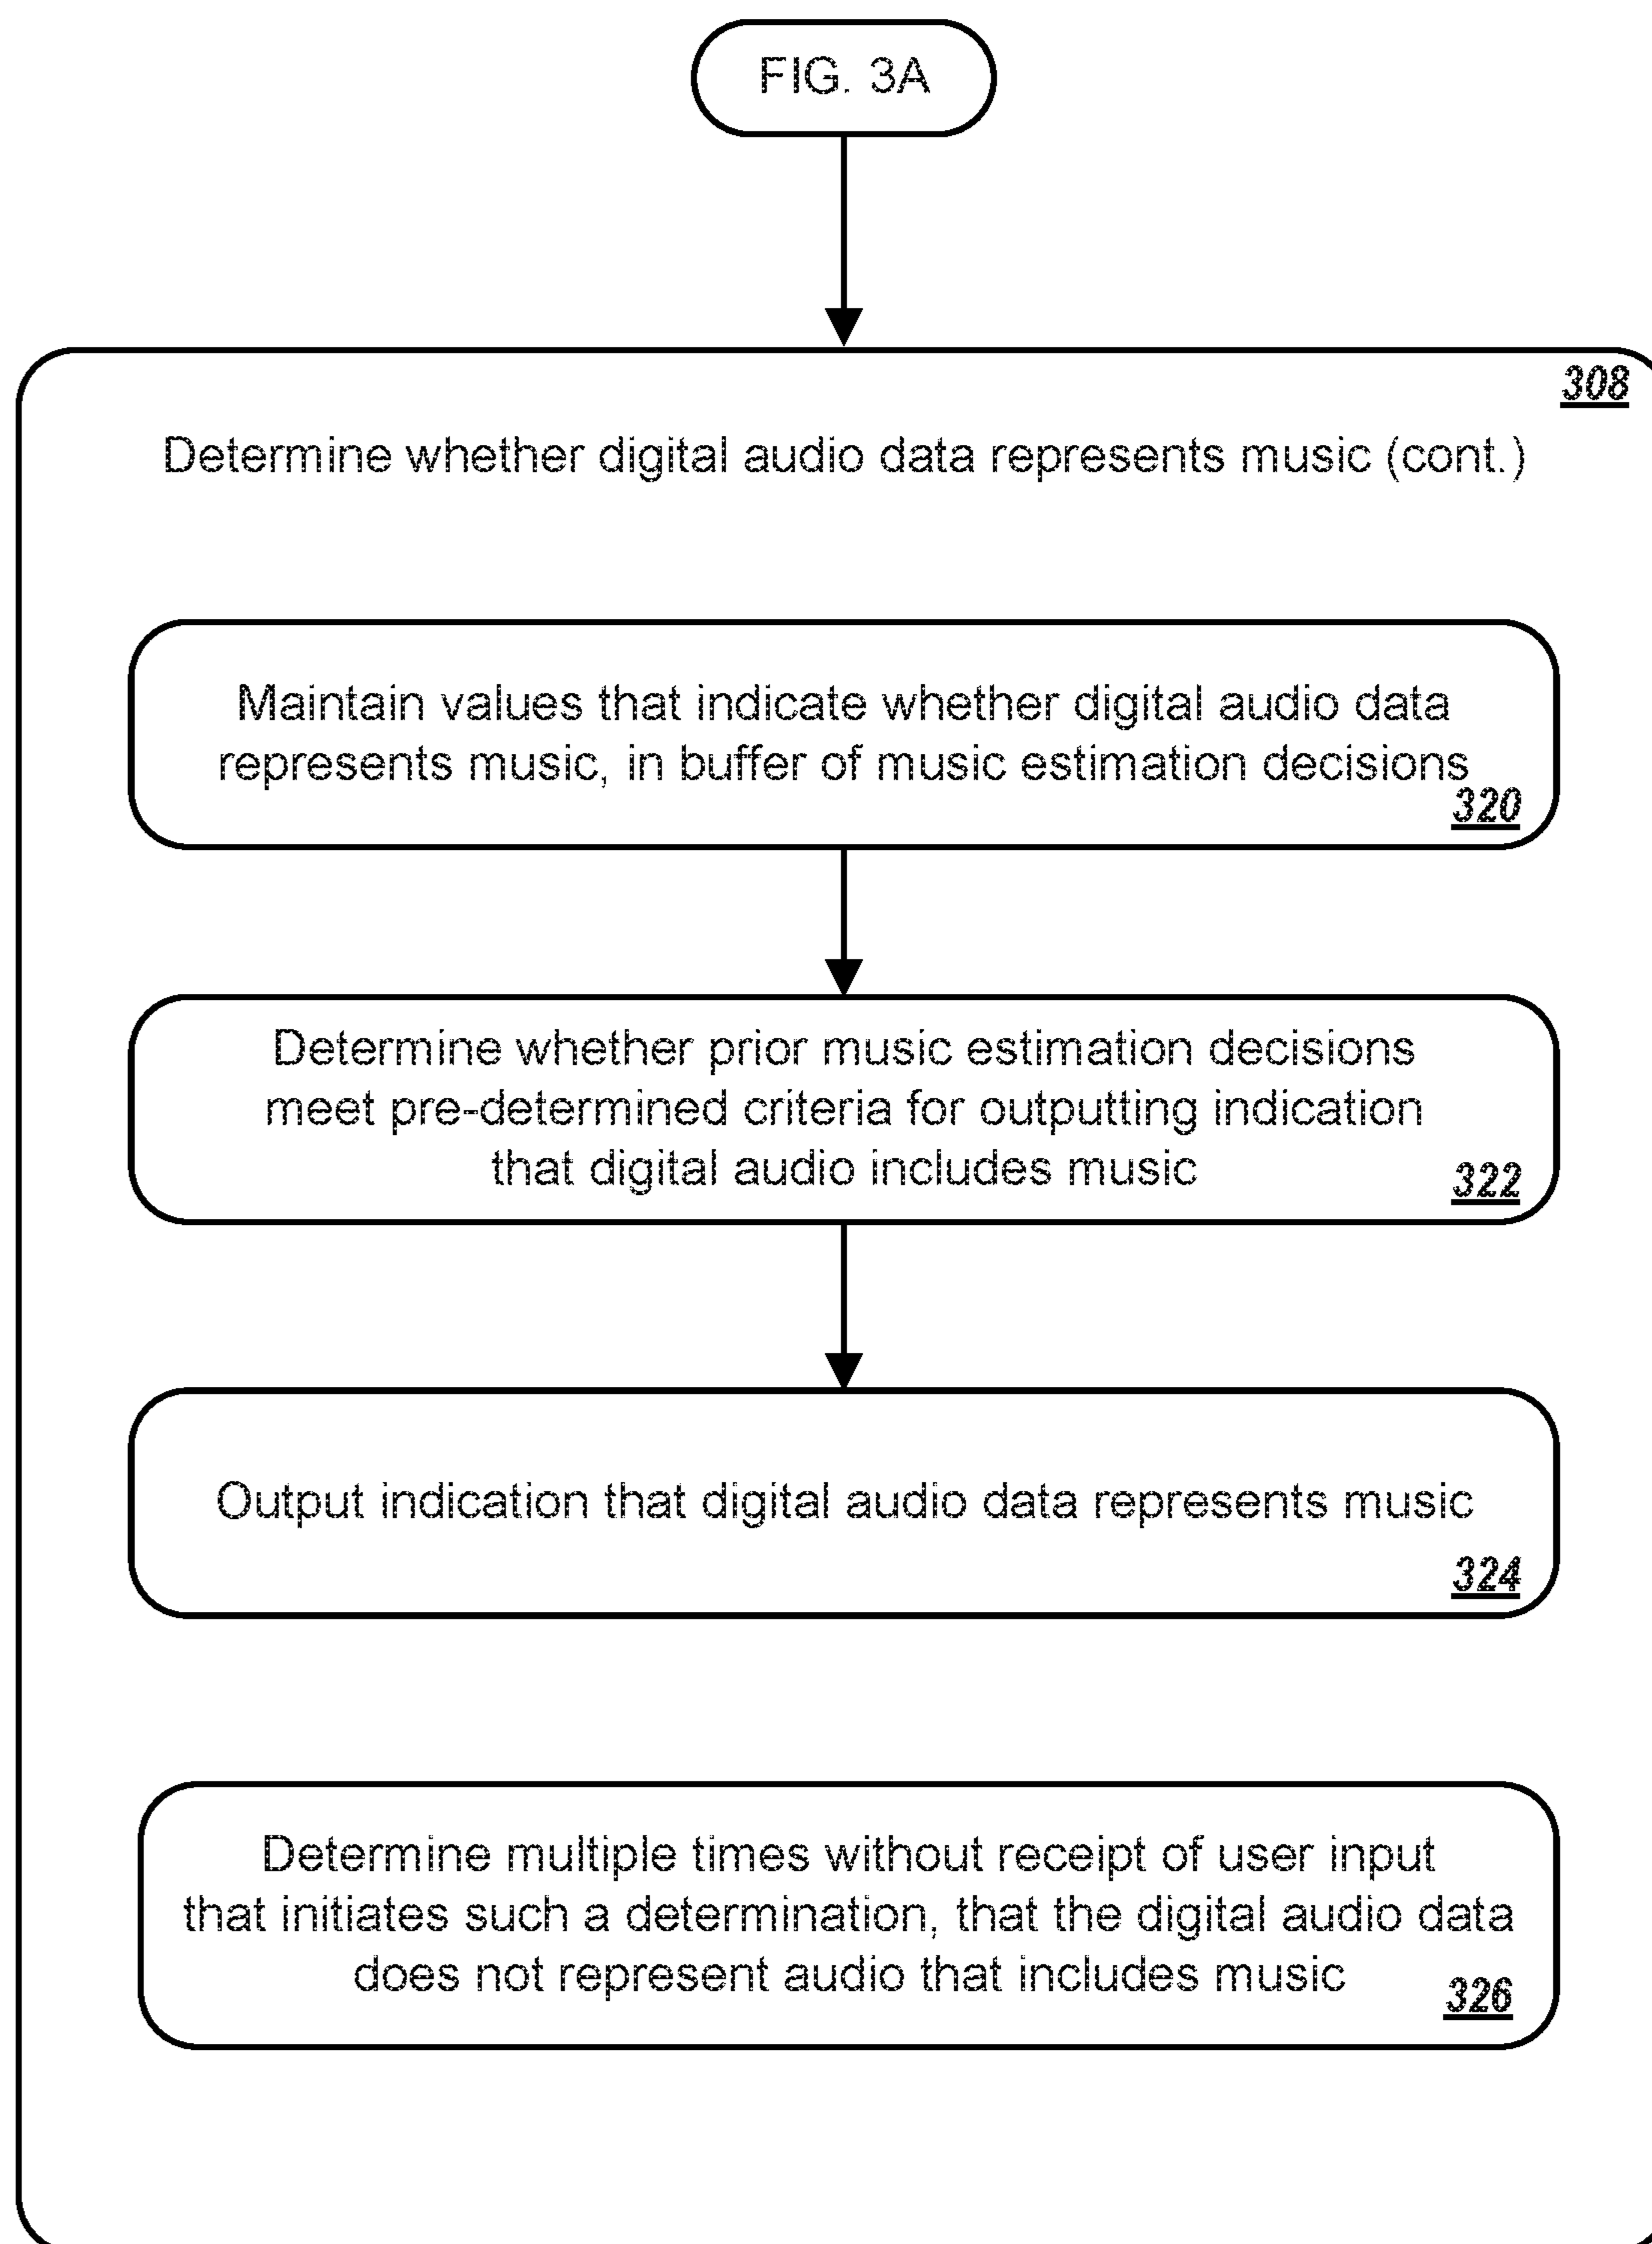 FIG. 3A
308
Determine whether digital audio data represents music (cont.)
Maintain values that indicate whether digital audio data
represents music, in buffer of music estimation decisions
320
Determine whether prior music estimation decisions
meet pre-determined criteria for outputting indication
that digital audio includes music
322
Output indication that digital audio data represents music
324
Determine multiple times without receipt of user input
that initiates such a determination, that the digital audio data
does not represent audio that includes music
326